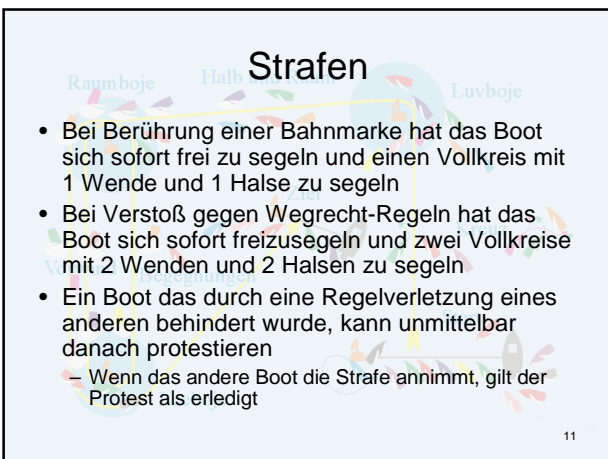 Strafen
Raumboje
Halb
Luvboje
• Bei Berührung einer Bahnmarke hat das Boot
sich sofort frei zu segeln und einen Vollkreis mit
1 Wende und 1 Halse zu segeln
Ziel
• Bei Verstoß gegen Wegrecht-Regeln hat das
Boot sich sofort freizusegeln und zwei Vollkreise
mit 2 Wenden und 2 Halsen zu segeln
Begegnungen
• Ein Boot das durch eine Regelverletzung eines
anderen behindert wurde, kann unmittelbar
danach protestieren
– Wenn das andere Boot die Strafe annimmt, gilt der
Protest als erledigt
11